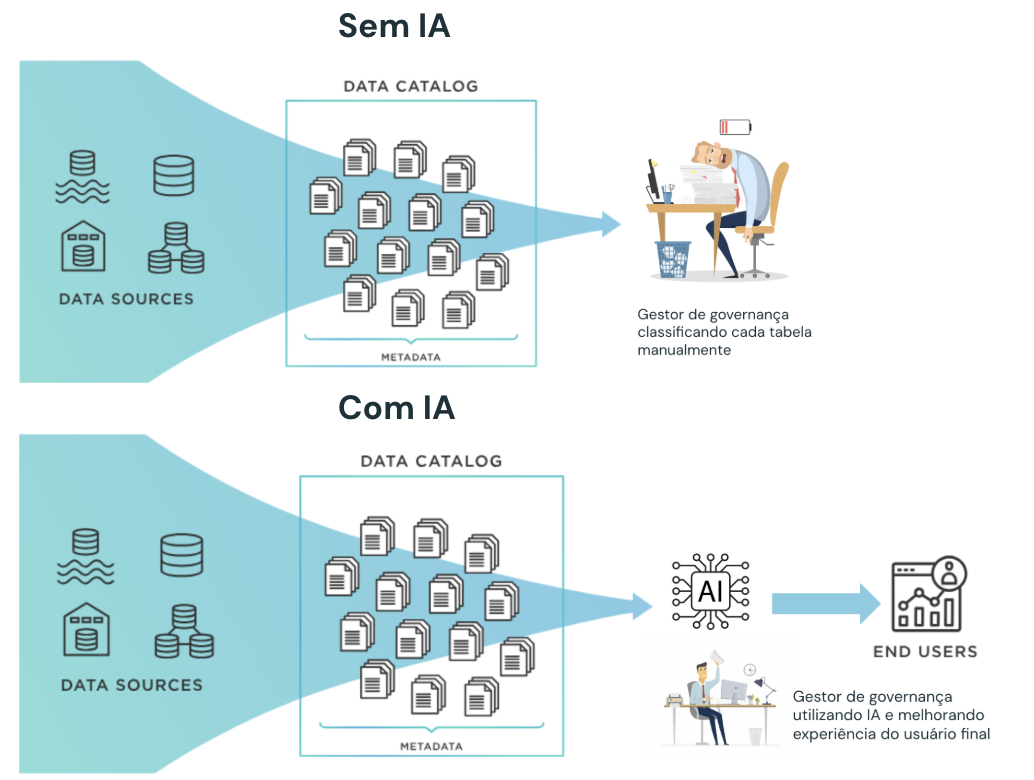 Sem IA
DATA CATALOG
DATA SOURCES
METADATA
Gestor de governança
classificando cada tabela
manualmente
Com IA
DATA CATALOG
DATA SOURCES
METADATA
AI
END USERS
Gestor de governança
utilizando IA e melhorando
experiência do usuário final